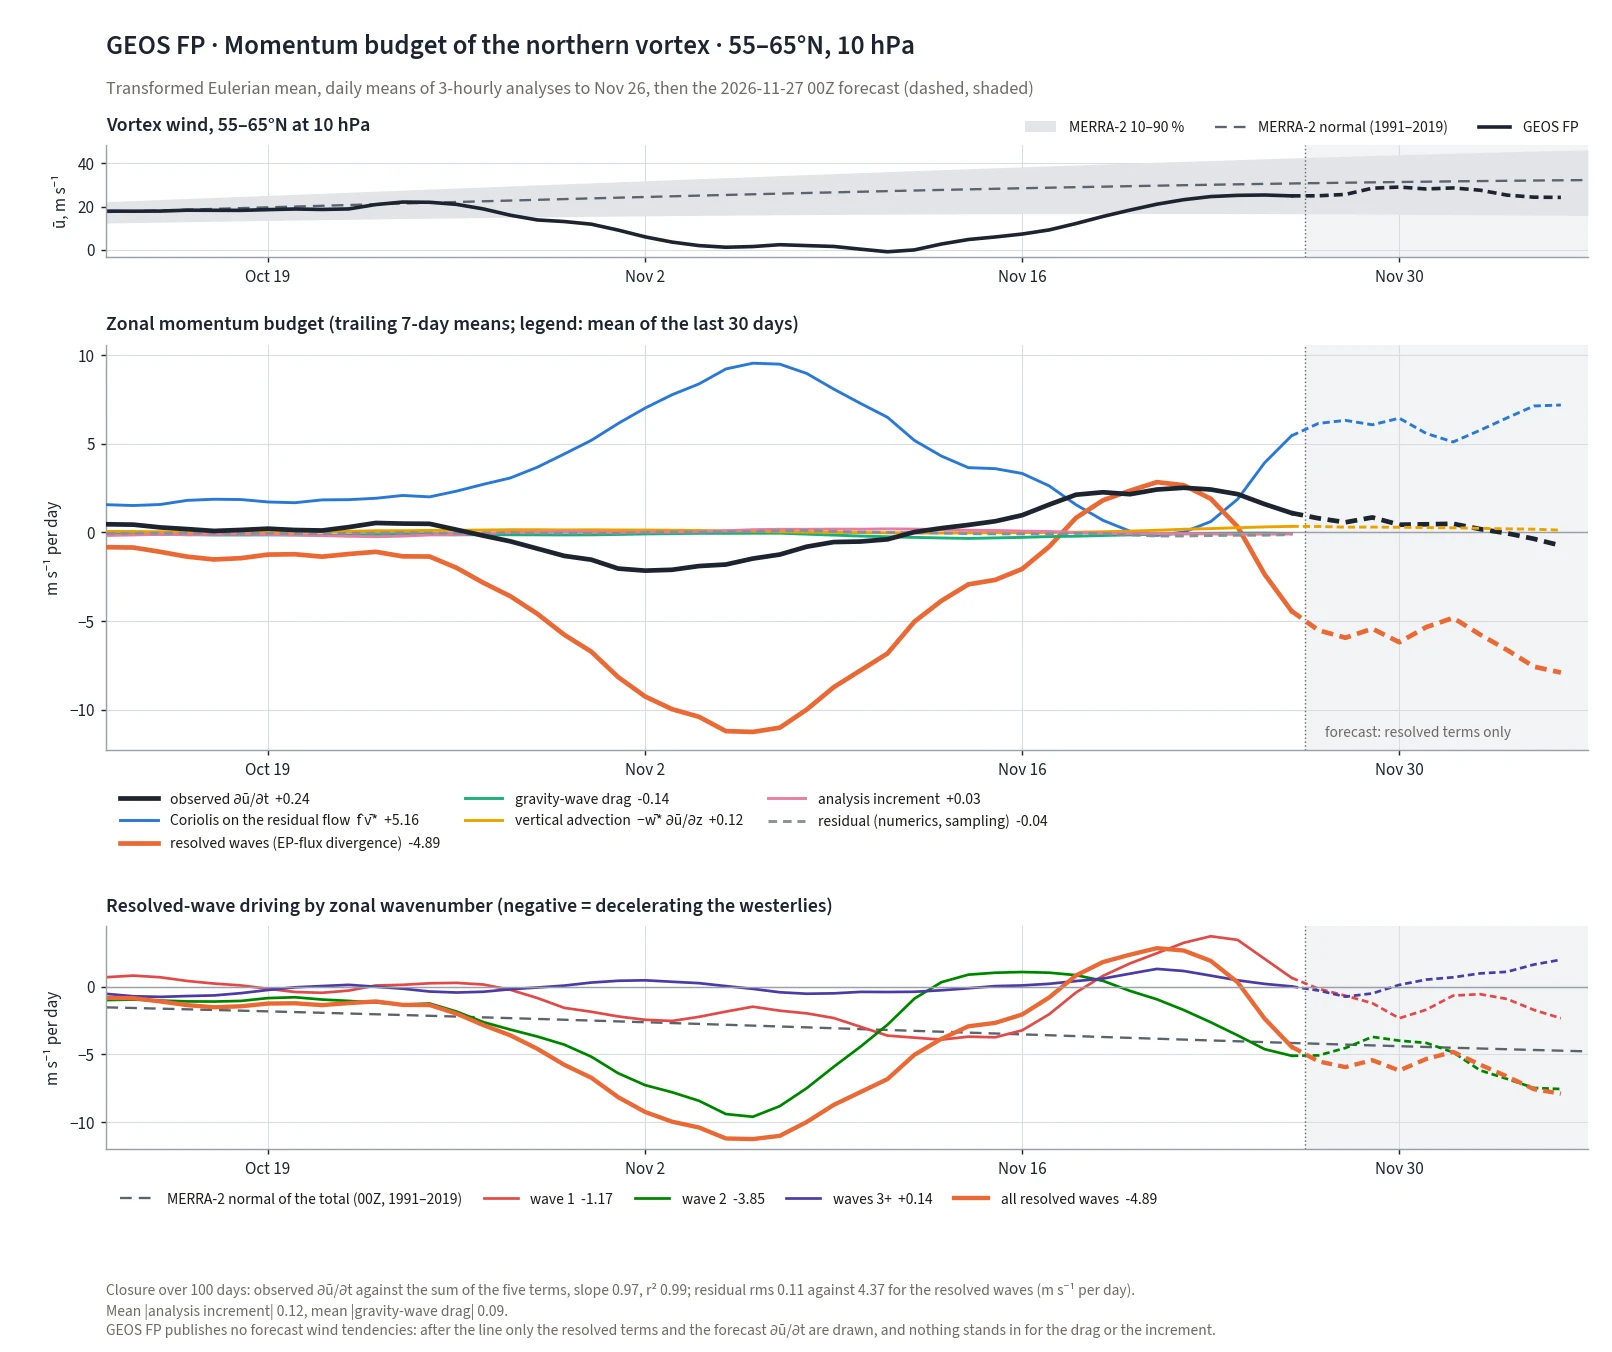 GEOS FP · Momentum budget of the northern vortex · 55–65°N, 10 hPa
Transformed Eulerian mean, daily means of 3-hourly analyses to Nov 26, then the 2026-11-27 00Z forecast (dashed, shaded)
Vortex wind, 55–65°N at 10 hPa
MERRA-2 10–90 %
MERRA-2 normal (1991–2019)
GEOS FP
ū, m s⁻¹
40
20
0
Oct 19
Nov 2
Nov 16
Nov 30
Zonal momentum budget (trailing 7-day means; legend: mean of the last 30 days)
m s⁻¹ per day
10
5
0
−5
−10
forecast: resolved terms only
Oct 19
Nov 2
Nov 16
Nov 30
observed ∂ū/∂t +0.24
gravity-wave drag -0.14
analysis increment +0.03
Coriolis on the residual flow f v̄* +5.16
vertical advection −w̄* ∂ū/∂z +0.12
residual (numerics, sampling) -0.04
resolved waves (EP-flux divergence) -4.89
Resolved-wave driving by zonal wavenumber (negative = decelerating the westerlies)
m s⁻¹ per day
0
−5
−10
Oct 19
Nov 2
Nov 16
Nov 30
MERRA-2 normal of the total (00Z, 1991–2019)
wave 1 -1.17
wave 2 -3.85
waves 3+ +0.14
all resolved waves -4.89
Closure over 100 days: observed ∂ū/∂t against the sum of the five terms, slope 0.97, r² 0.99; residual rms 0.11 against 4.37 for the resolved waves (m s⁻¹ per day).
Mean |analysis increment| 0.12, mean |gravity-wave drag| 0.09.
GEOS FP publishes no forecast wind tendencies: after the line only the resolved terms and the forecast ∂ū/∂t are drawn, and nothing stands in for the drag or the increment.